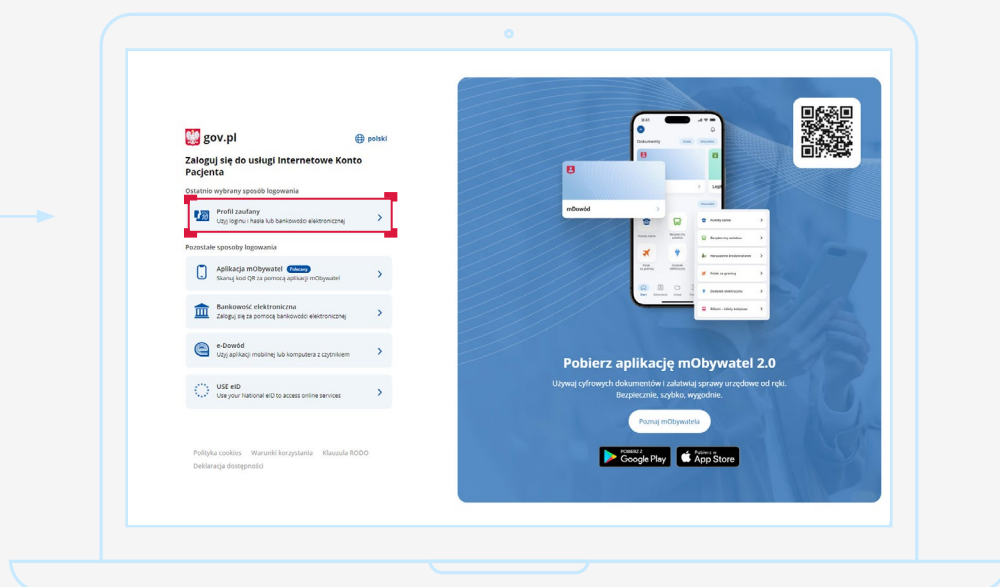 gov.pl
polski
Zaloguj się do usługi Internetowe Konto
Pacjenta
Ostatnio wybrany sposób logowania
Profil zaufany
Użyj loginu i hasła lub bankowości elektronicznej
Pozostałe sposoby logowania
Aplikacja mObywatel Polecany
Skanuj kod QR za pomocą aplikacji mObywatel
Bankowość elektroniczna
Zaloguj się za pomocą bankowości elektronicznej
e-Dowód
Użyj aplikacji mobilnej lub komputera z czytnikiem
USE eID
Use your National eID to access online services
Polityka cookies Warunki korzystania Klauzula RODO
Deklaracja dostępności
Dokumenty
mDowód
Pobierz aplikację mObywatel 2.0
Używaj cyfrowych dokumentów i załatwiaj sprawy urzędowe od ręki.
Bezpiecznie, szybko, wygodnie.
Poznaj mObywatela
POBIERZ Z
Google Play
Pobierz w
App Store